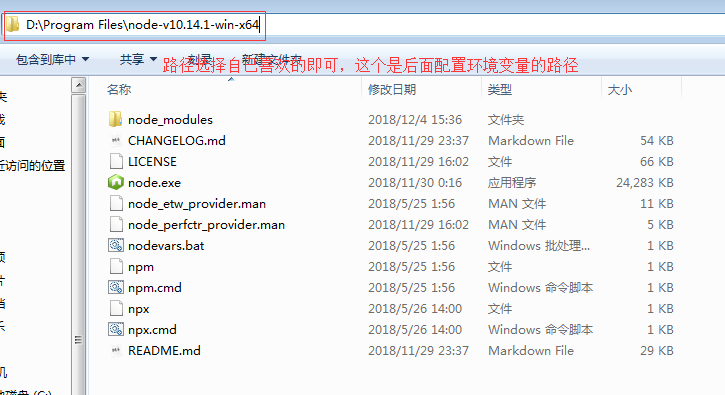 D:\Program Files\node-v10.14.1-win-x64
包含到库中 共享 刻录 新建文件夹
路径选择自己喜欢的即可，这个是后面配置环境变量的路径
名称 修改日期 类型 大小
node_modules 2018/12/4 15:36 文件夹
CHANGELOG.md 2018/11/29 23:37 Markdown File 54 KB
近访问的位置
LICENSE 2018/11/29 16:02 文件 66 KB
node.exe 2018/11/30 0:16 应用程序 24,283 KB
node_etw_provider.man 2018/5/25 1:56 MAN 文件 11 KB
node_perfctr_provider.man 2018/11/29 16:02 MAN 文件 5 KB
nodevars.bat 2018/5/25 1:56 Windows 批处理... 1 KB
npm 2018/5/25 1:56 文件 1 KB
npm.cmd 2018/5/25 1:56 Windows 命令脚本 1 KB
npx 2018/5/26 14:00 文件 1 KB
npx.cmd 2018/5/26 14:00 Windows 命令脚本 1 KB
README.md 2018/11/29 23:37 Markdown File 29 KB